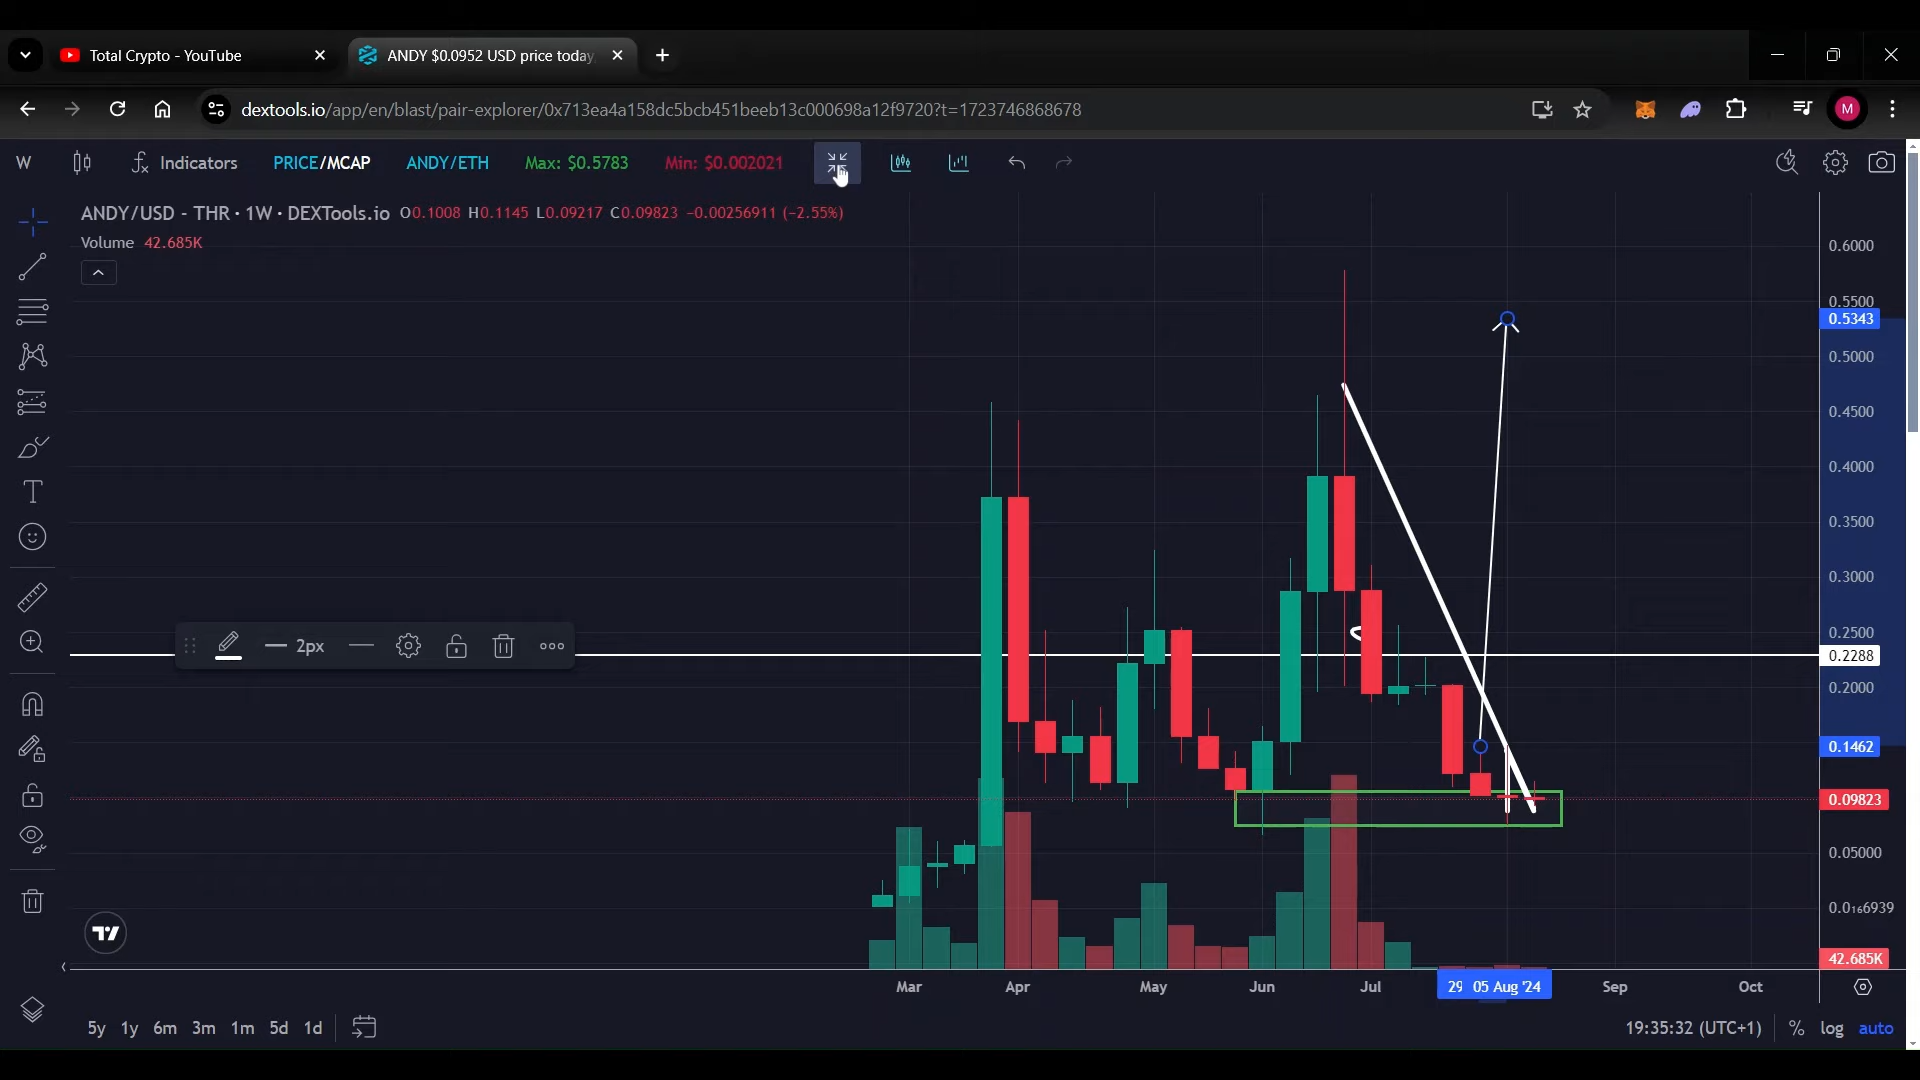 Total Crypto - YouTube
ANDY $0.0952 USD price today
dextools.io/app/en/blast/pair-explorer/0x713ea4a158dc5bcb451beeb13c000698a12f9720?t=1723746868678
M
W Indicators PRICE/MCAP ANDY/ETH Max: $0.5783 Min: $0.002021
ANDY/USD - THR · 1W · DEXTools.io O0.1008 H0.1145 L0.09217 C0.09823 -0.00256911 (-2.55%)
Volume 42.685K
0.6000
0.5500
0.5343
0.5000
0.4500
0.4000
0.3500
0.3000
0.2500
2px
0.2288
0.2000
0.1462
0.09823
0.05000
0.0₁₆6939
42.685K
Mar Apr May Jun Jul 29 05 Aug '24 Sep Oct
5y 1y 6m 3m 1m 5d 1d 19:35:32 (UTC+1) % log auto